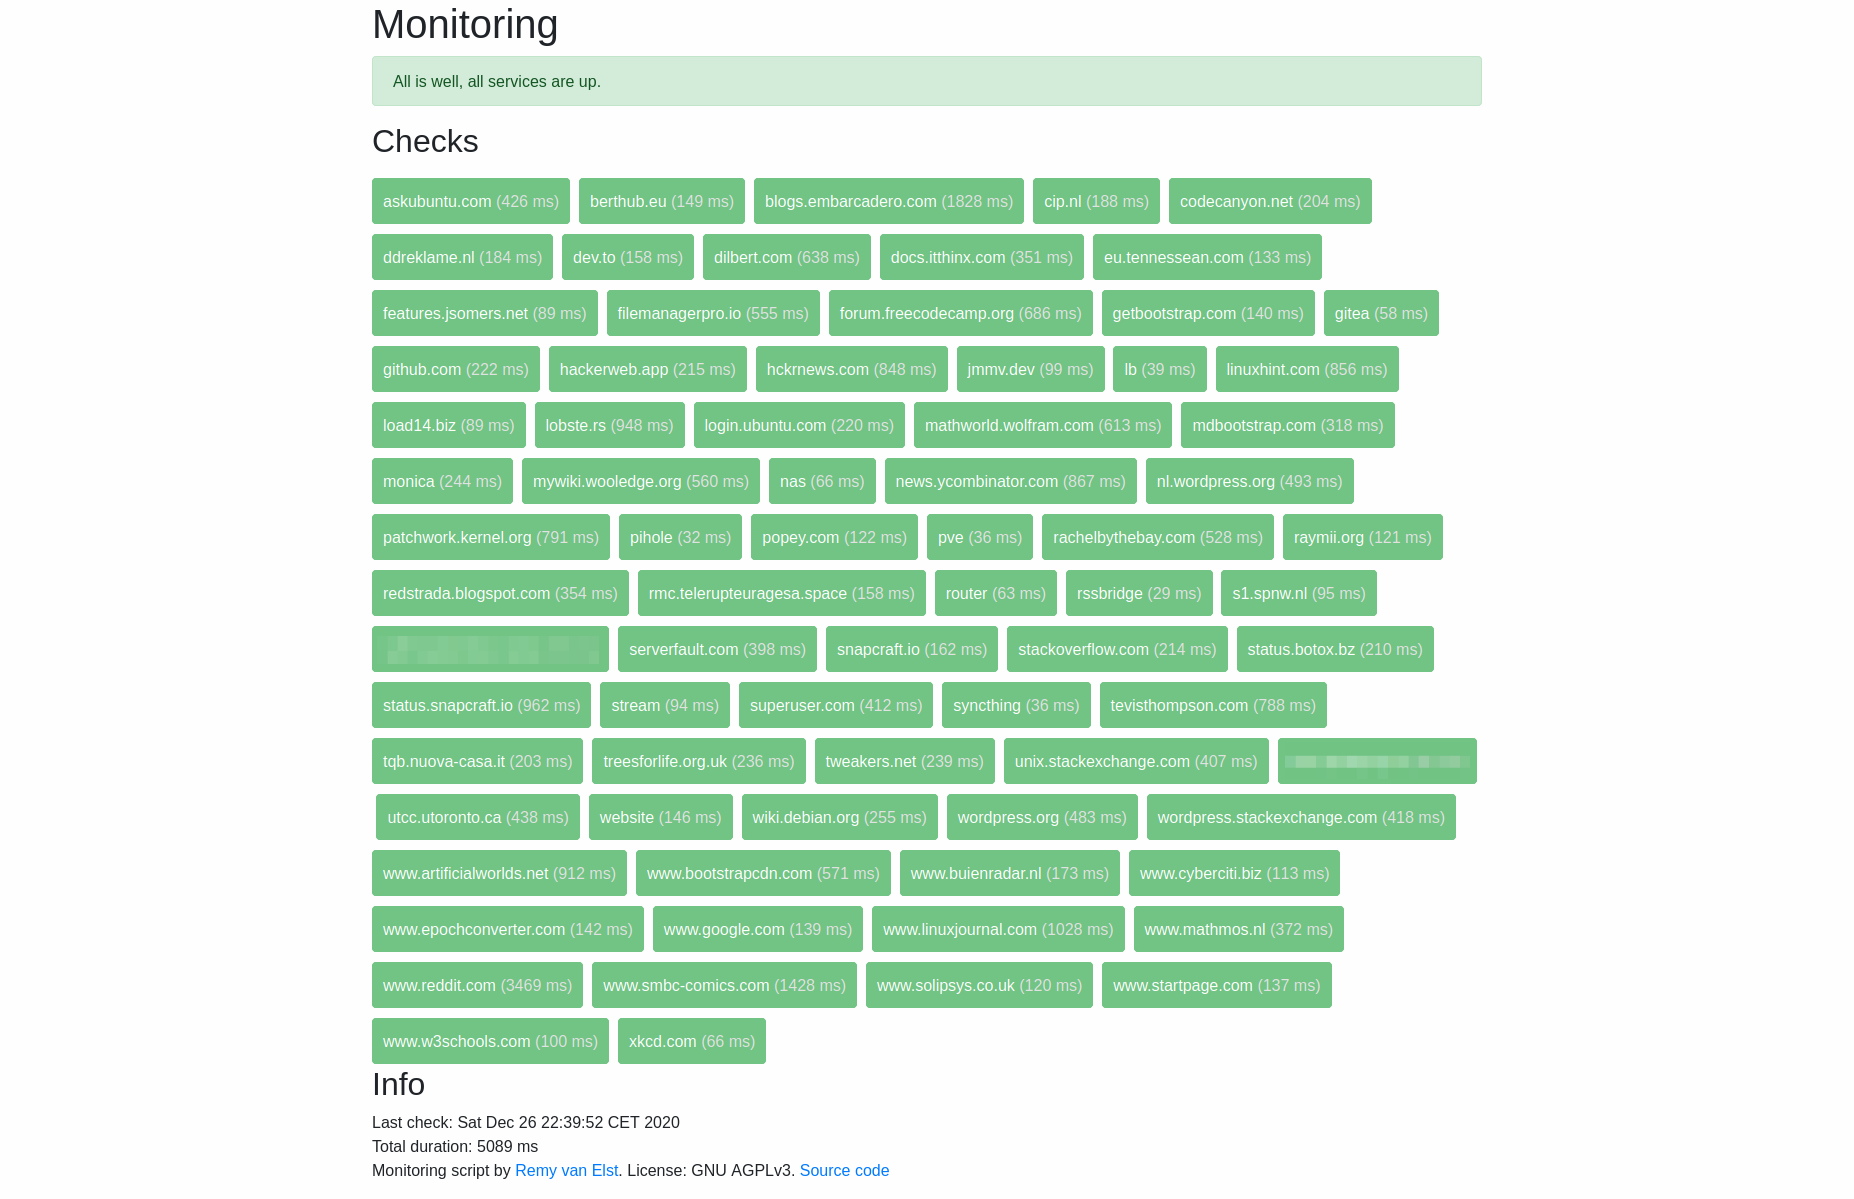 Monitoring
All is well, all services are up.
Checks
askubuntu.com (426 ms) berthub.eu (149 ms) blogs.embarcadero.com (1828 ms) cip.nl (188 ms) codecanyon.net (204 ms)
ddreklame.nl (184 ms) dev.to (158 ms) dilbert.com (638 ms) docs.itthinx.com (351 ms) eu.tennessean.com (133 ms)
features.jsomers.net (89 ms) filemanagerpro.io (555 ms) forum.freecodecamp.org (686 ms) getbootstrap.com (140 ms) gitea (58 ms)
github.com (222 ms) hackerweb.app (215 ms) hckrnews.com (848 ms) jmmv.dev (99 ms) lb (39 ms) linuxhint.com (856 ms)
load14.biz (89 ms) lobste.rs (948 ms) login.ubuntu.com (220 ms) mathworld.wolfram.com (613 ms) mdbootstrap.com (318 ms)
monica (244 ms) mywiki.wooledge.org (560 ms) nas (66 ms) news.ycombinator.com (867 ms) nl.wordpress.org (493 ms)
patchwork.kernel.org (791 ms) pihole (32 ms) popey.com (122 ms) pve (36 ms) rachelbythebay.com (528 ms) raymii.org (121 ms)
redstrada.blogspot.com (354 ms) rmc.telerupteuragesa.space (158 ms) router (63 ms) rssbridge (29 ms) s1.spnw.nl (95 ms)
serverfault.com (398 ms) snapcraft.io (162 ms) stackoverflow.com (214 ms) status.botox.bz (210 ms)
status.snapcraft.io (962 ms) stream (94 ms) superuser.com (412 ms) syncthing (36 ms) tevisthompson.com (788 ms)
tqb.nuova-casa.it (203 ms) treesforlife.org.uk (236 ms) tweakers.net (239 ms) unix.stackexchange.com (407 ms)
utcc.utoronto.ca (438 ms) website (146 ms) wiki.debian.org (255 ms) wordpress.org (483 ms) wordpress.stackexchange.com (418 ms)
www.artificialworlds.net (912 ms) www.bootstrapcdn.com (571 ms) www.buienradar.nl (173 ms) www.cyberciti.biz (113 ms)
www.epochconverter.com (142 ms) www.google.com (139 ms) www.linuxjournal.com (1028 ms) www.mathmos.nl (372 ms)
www.reddit.com (3469 ms) www.smbc-comics.com (1428 ms) www.solipsys.co.uk (120 ms) www.startpage.com (137 ms)
www.w3schools.com (100 ms) xkcd.com (66 ms)
Info
Last check: Sat Dec 26 22:39:52 CET 2020
Total duration: 5089 ms
Monitoring script by Remy van Elst. License: GNU AGPLv3. Source code